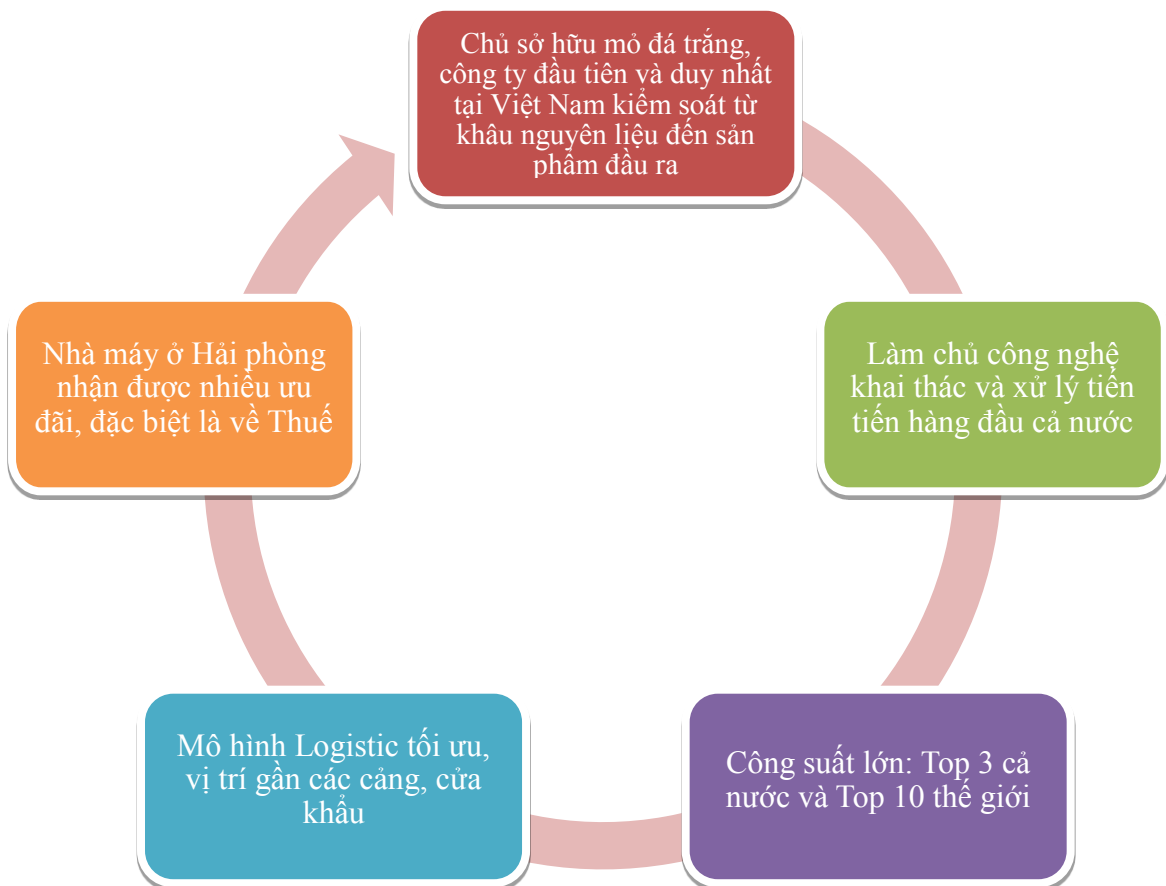 Chủ sở hữu mỏ đá trắng,
công ty đầu tiên và duy nhất
tại Việt Nam kiểm soát từ
khâu nguyên liệu đến sản
phẩm đầu ra
Làm chủ công nghệ
khai thác và xử lý tiến
tiến hàng đầu cả nước
Công suất lớn: Top 3 cả
nước và Top 10 thế giới
Mô hình Logistic tối ưu,
vị trí gần các cảng, cửa
khẩu
Nhà máy ở Hải phòng
nhận được nhiều ưu
đãi, đặc biệt là về Thuế